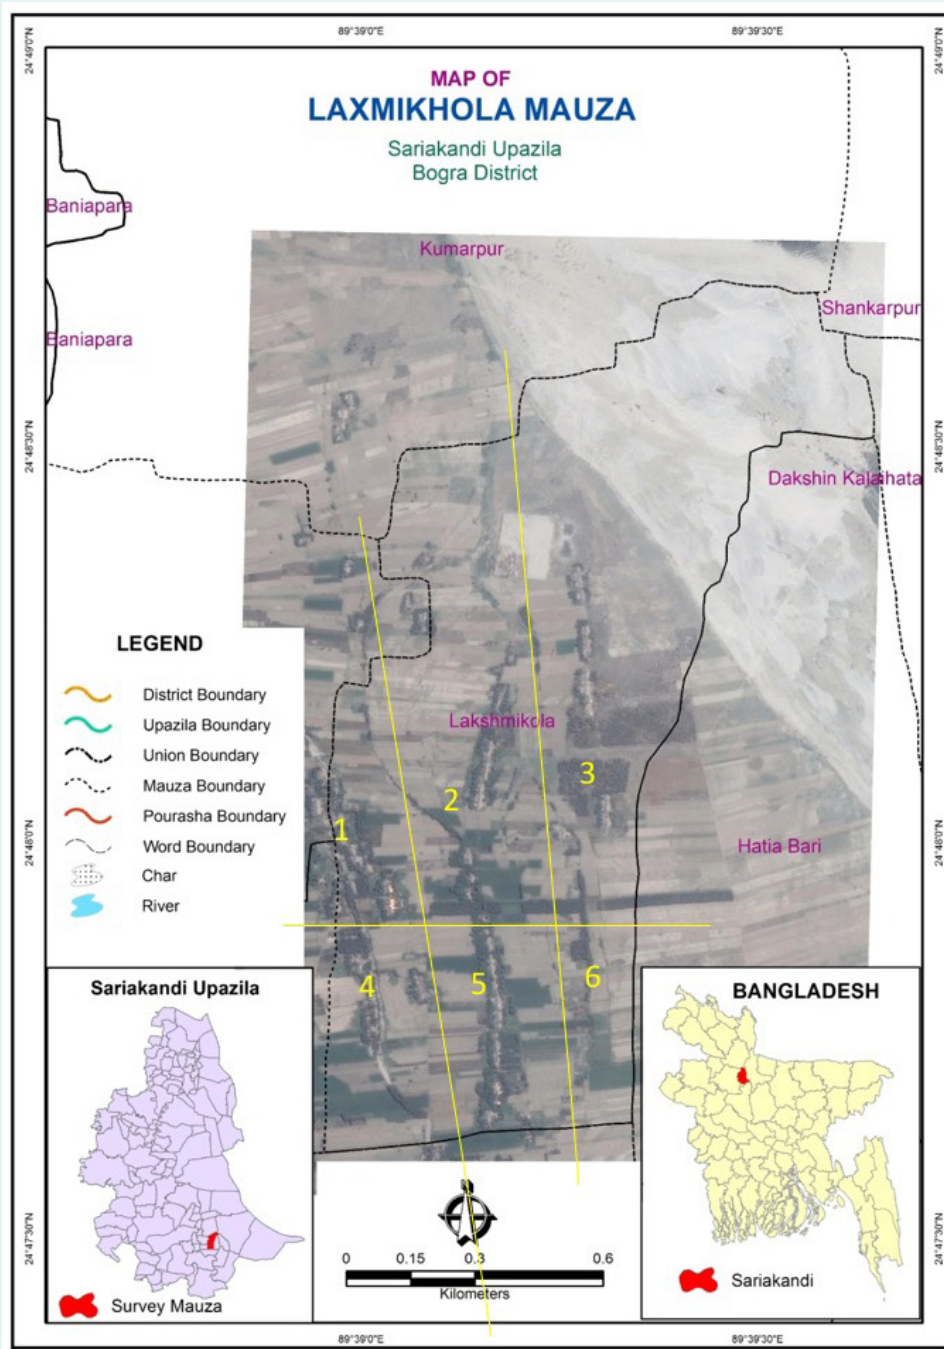 89°39'0"E
89°39'30"E
24°49'0"N
24°49'0"N
MAP OF
LAXMIKHOLA MAUZA
Sariakandi Upazila
Bogra District
Baniapara
Kumarpur
Shankarpur
Baniapara
24°48'30"N
24°48'30"N
Dakshin Kalaihata
LEGEND
District Boundary
Upazila Boundary
Union Boundary
Mauza Boundary
Pourasha Boundary
Word Boundary
Char
River
Lakshmikola
3
2
1
Hatia Bari
24°48'0"N
24°48'0"N
4
5
6
Sariakandi Upazila
Survey Mauza
BANGLADESH
Sariakandi
24°47'30"N
24°47'30"N
0 0.15 0.3 0.6
Kilometers
89°39'0"E
89°39'30"E